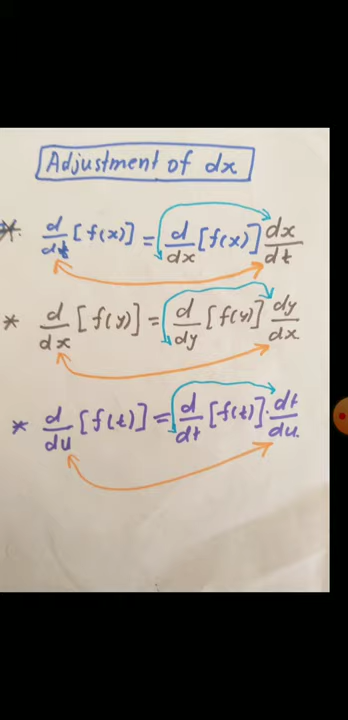 Adjustment of dx
* d/dt [f(x)] = d/dx [f(x)] dx/dt
* d/dx [f(y)] = d/dy [f(y)] dy/dx
* d/du [f(t)] = d/dt [f(t)] · dt/du.